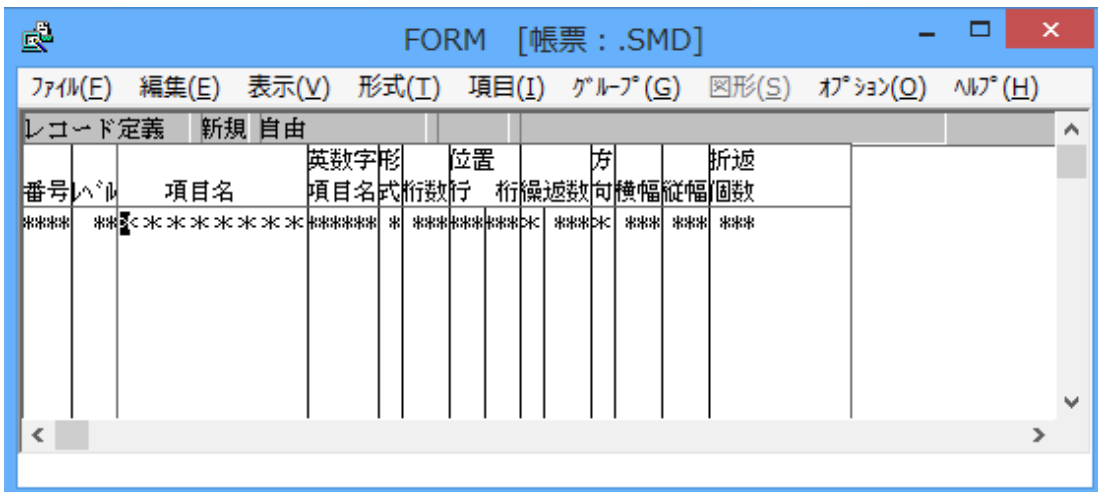 FORM [帳票：.SMD]
ﾌｧｲﾙ(F) 編集(E) 表示(V) 形式(T) 項目(I) ｸﾞﾙｰﾌﾟ(G) 図形(S) ｵﾌﾟｼｮﾝ(O) ﾍﾙﾌﾟ(H)
レコード定義 新規 自由
英数字 形 位置 方 折返
番号 ﾚﾍﾞﾙ 項目名 項目名 式 桁数 行 桁 繰返数 向 横幅 縦幅 個数
**** ** ＊＊＊＊＊＊＊＊ ****** * *** *** *** ＊ *** ＊ *** *** ***